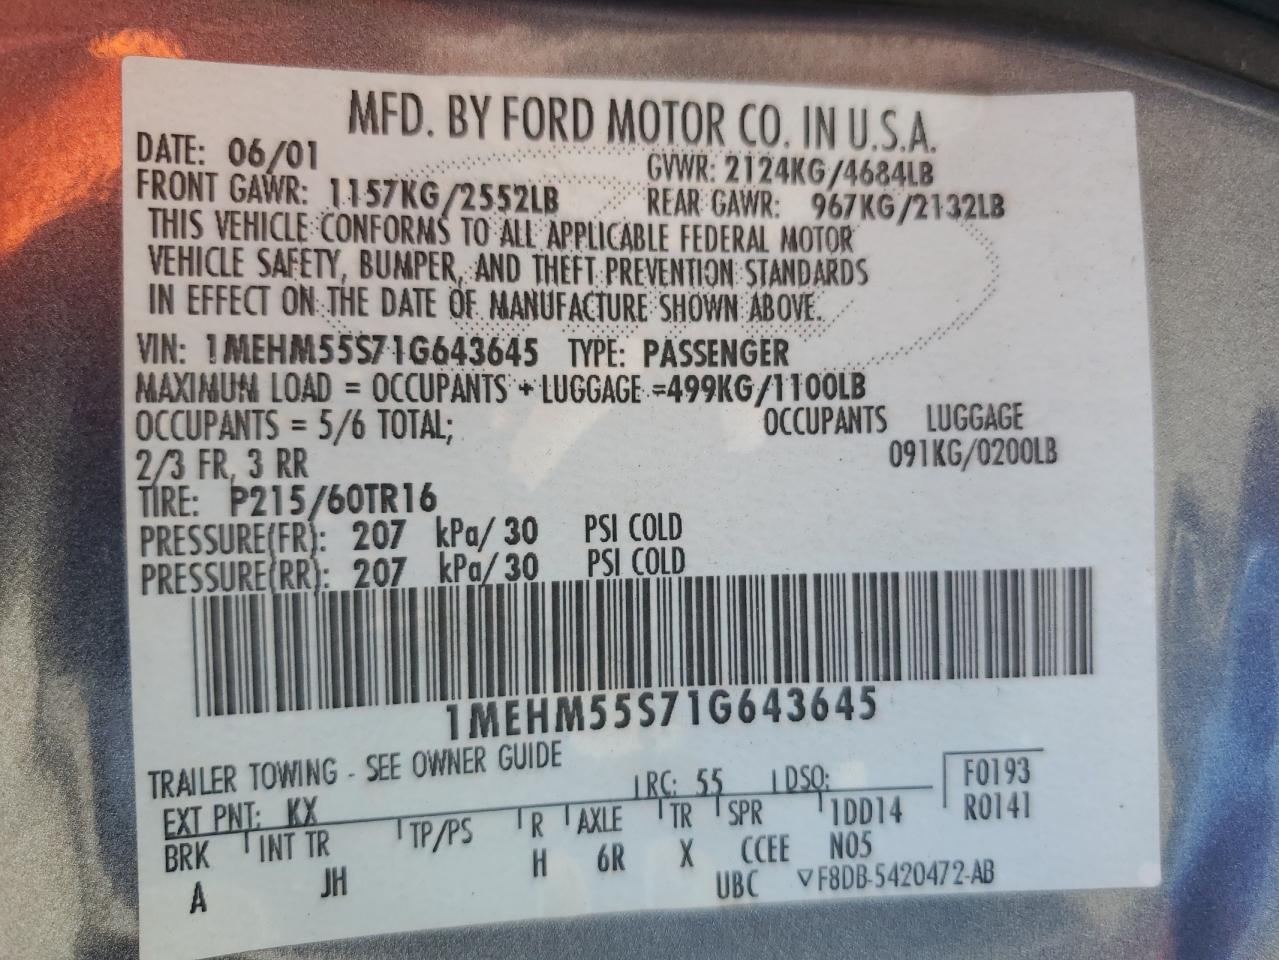 MFD. BY FORD MOTOR CO. IN U.S.A.
DATE: 06/01 GVWR: 2124KG/4684LB
FRONT GAWR: 1157KG/2552LB REAR GAWR: 967KG/2132LB
THIS VEHICLE CONFORMS TO ALL APPLICABLE FEDERAL MOTOR
VEHICLE SAFETY, BUMPER, AND THEFT PREVENTION STANDARDS
IN EFFECT ON THE DATE OF MANUFACTURE SHOWN ABOVE.
VIN: 1MEHM55S71G643645 TYPE: PASSENGER
MAXIMUM LOAD = OCCUPANTS + LUGGAGE =499KG/1100LB
OCCUPANTS = 5/6 TOTAL; OCCUPANTS LUGGAGE
2/3 FR, 3 RR 091KG/0200LB
TIRE: P215/60TR16
PRESSURE(FR): 207 kPa/ 30 PSI COLD
PRESSURE(RR): 207 kPa/ 30 PSI COLD
1MEHM55S71G643645
TRAILER TOWING - SEE OWNER GUIDE
EXT PNT: KX RC: 55 DSO: F0193
BRK INT TR TP/PS R AXLE TR SPR 1DD14 R0141
A JH H 6R X CCEE N05
UBC ▽F8DB-5420472-AB